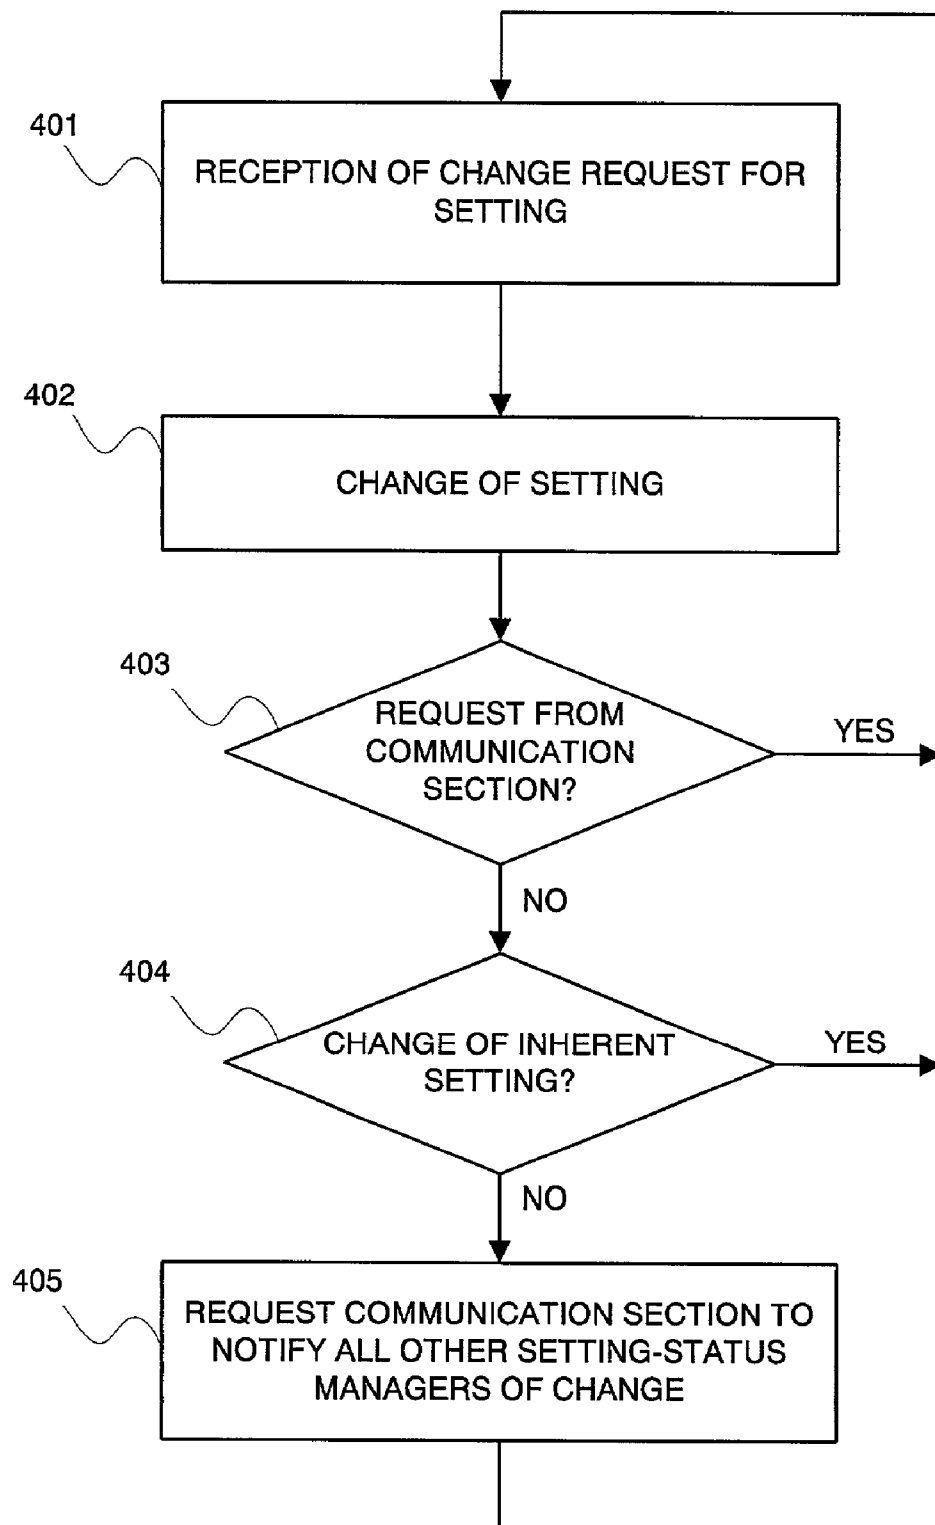 401
RECEPTION OF CHANGE REQUEST FOR
SETTING
402
CHANGE OF SETTING
403
REQUEST FROM
COMMUNICATION
SECTION?
YES
NO
404
CHANGE OF INHERENT
SETTING?
YES
NO
405
REQUEST COMMUNICATION SECTION TO
NOTIFY ALL OTHER SETTING-STATUS
MANAGERS OF CHANGE